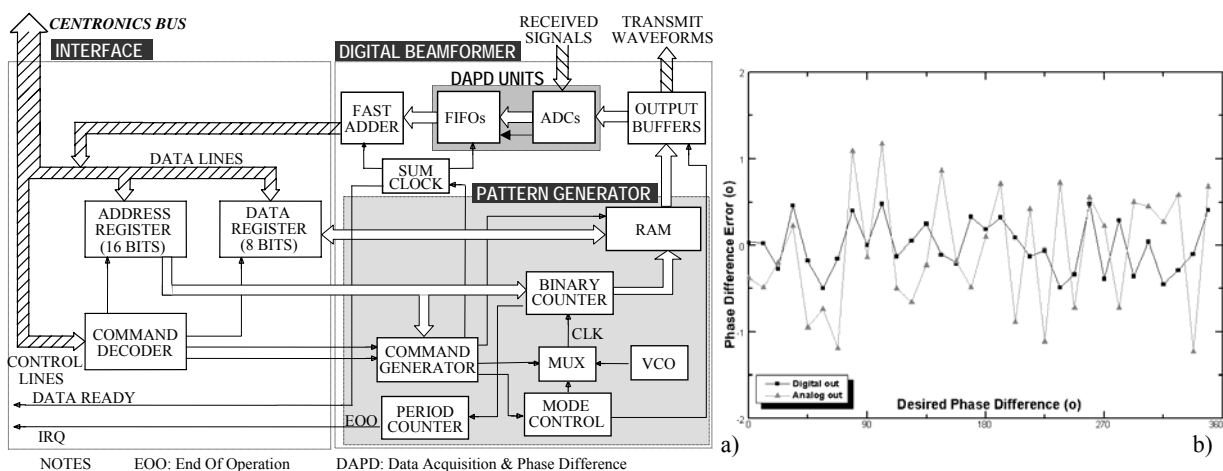 CENTRONICS BUS
INTERFACE
DATA LINES
ADDRESS
REGISTER
(16 BITS)
DATA
REGISTER
(8 BITS)
COMMAND
DECODER
CONTROL
LINES
DATA READY
IRQ
RECEIVED
SIGNALS
TRANSMIT
WAVEFORMS
DIGITAL BEAMFORMER
DAPD UNITS
FAST
ADDER
FIFOs
ADCs
OUTPUT
BUFFERS
SUM
CLOCK
PATTERN GENERATOR
RAM
BINARY
COUNTER
CLK
COMMAND
GENERATOR
MUX
VCO
EOO
PERIOD
COUNTER
MODE
CONTROL
NOTES EOO: End Of Operation DAPD: Data Acquisition & Phase Difference
a)
Phase Difference Error (o)
2
1
0
-1
-2
Digital out
Analog out
Desired Phase Difference (o)
0 90 180 270 360
b)